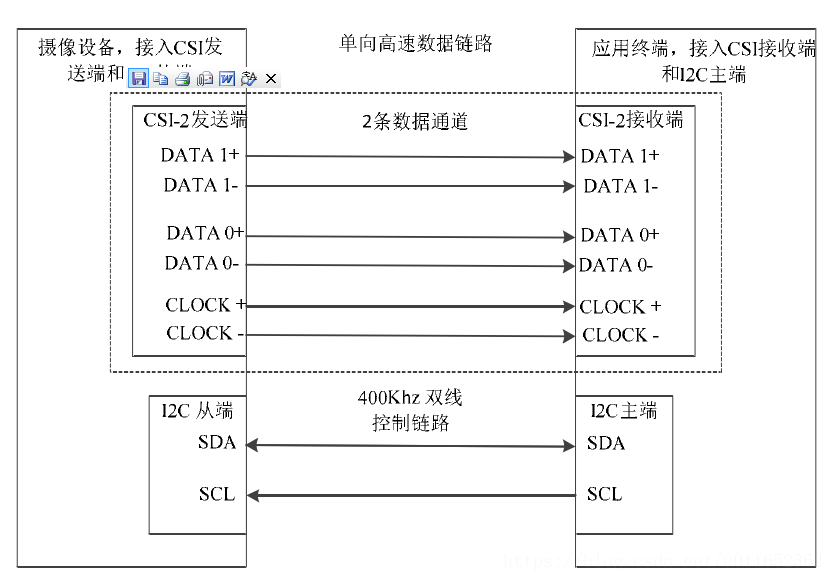 摄像设备，接入CSI发
送端和
单向高速数据链路
应用终端，接入CSI接收端
和I2C主端
CSI-2发送端
2条数据通道
CSI-2接收端
DATA 1+
DATA 1+
DATA 1-
DATA 1-
DATA 0+
DATA 0+
DATA 0-
DATA 0-
CLOCK +
CLOCK +
CLOCK -
CLOCK -
400Khz 双线
控制链路
I2C 从端
I2C主端
SDA
SDA
SCL
SCL